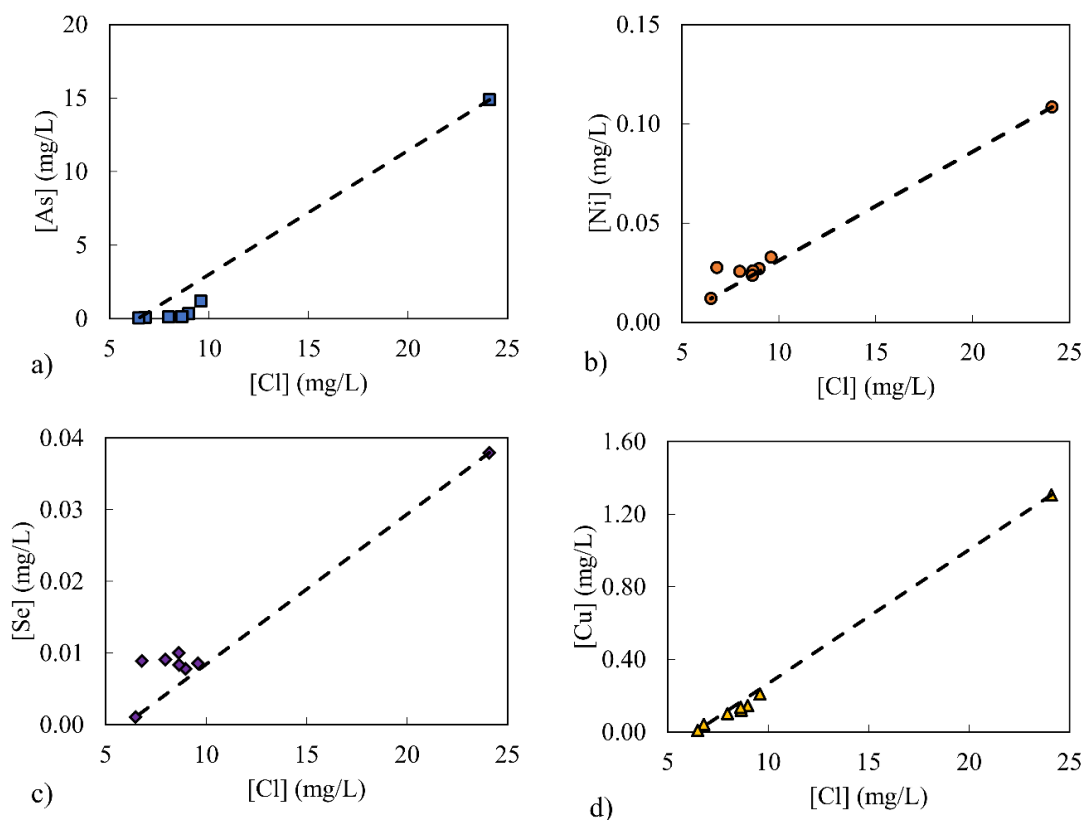 20
15
10
5
0
[As] (mg/L)
5 10 15 20 25
[Cl] (mg/L)
a)
0.15
0.10
0.05
0.00
[Ni] (mg/L)
5 10 15 20 25
[Cl] (mg/L)
b)
0.04
0.03
0.02
0.01
0.00
[Se] (mg/L)
5 10 15 20 25
[Cl] (mg/L)
c)
1.60
1.20
0.80
0.40
0.00
[Cu] (mg/L)
5 10 15 20 25
[Cl] (mg/L)
d)